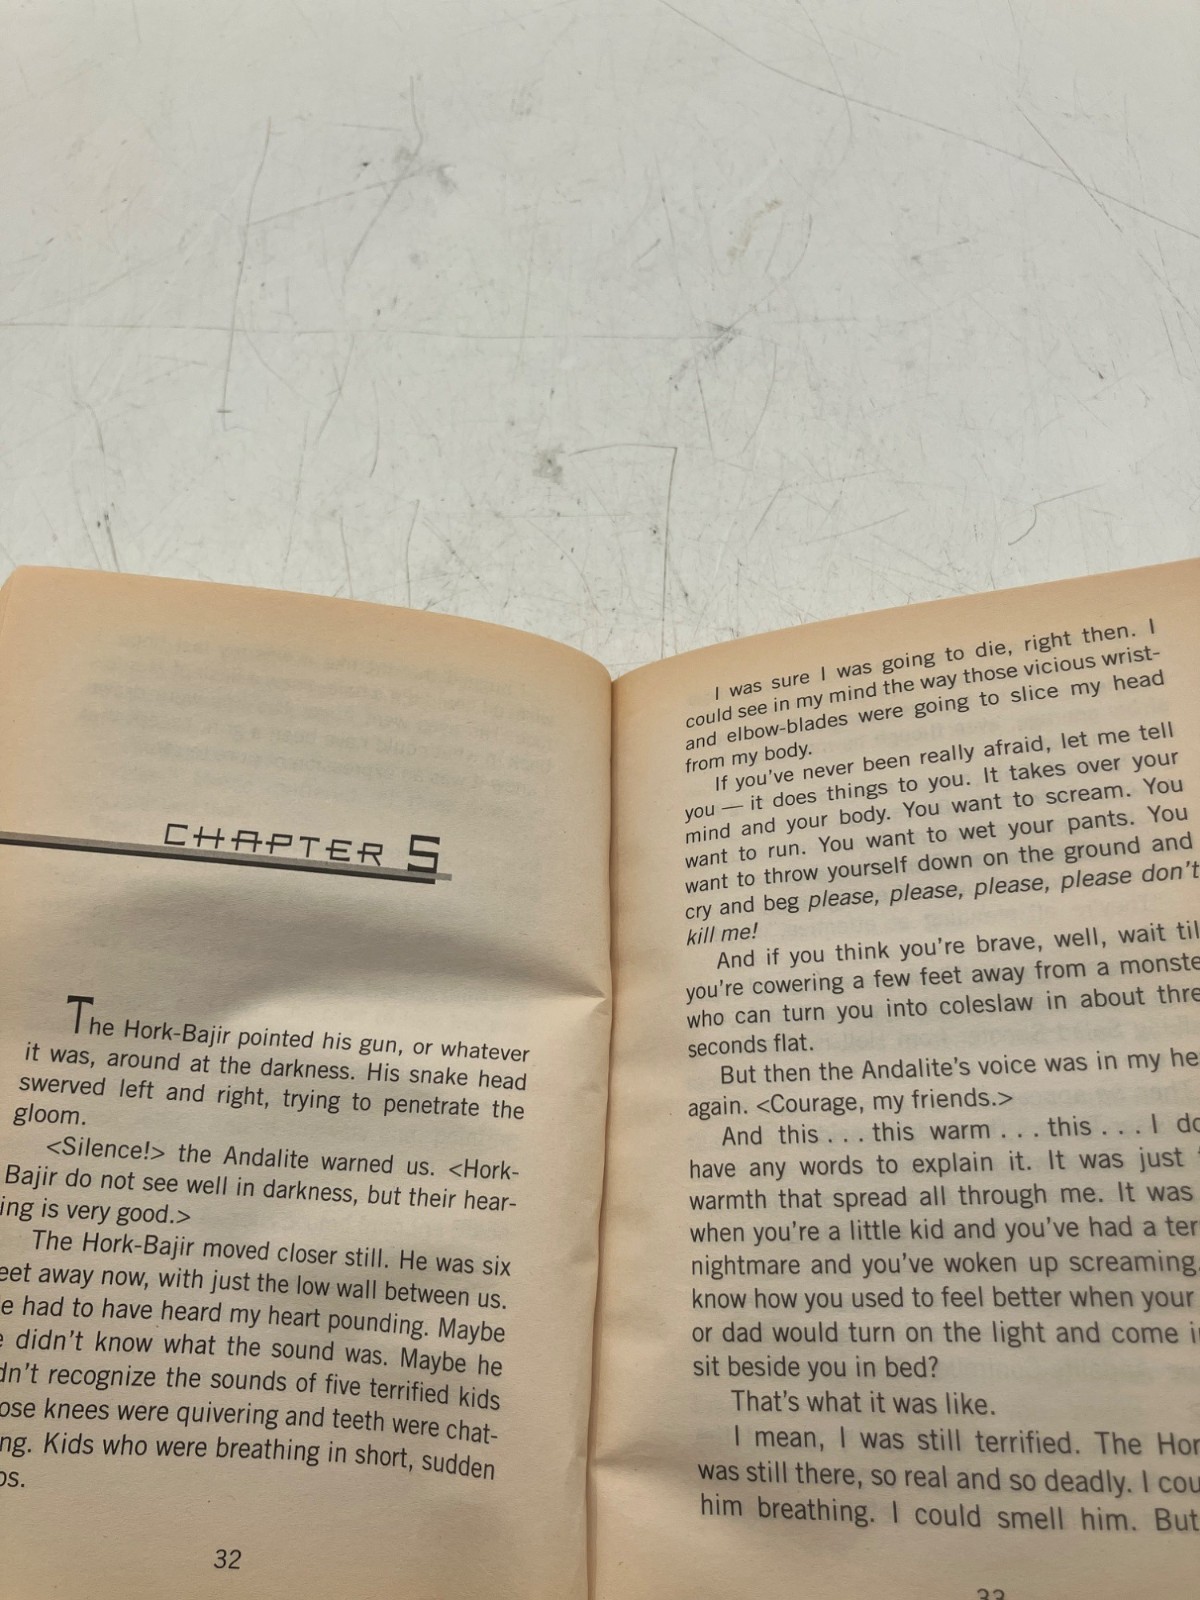 CHAPTER 5
The Hork-Bajir pointed his gun, or whatever
it was, around at the darkness. His snake head
swerved left and right, trying to penetrate the
gloom.
<Silence!> the Andalite warned us. <Hork-
Bajir do not see well in darkness, but their hear-
ing is very good.>
The Hork-Bajir moved closer still. He was six
eet away now, with just the low wall between us.
e had to have heard my heart pounding. Maybe
e didn't know what the sound was. Maybe he
dn't recognize the sounds of five terrified kids
ose knees were quivering and teeth were chat-
ng. Kids who were breathing in short, sudden
ps.
32
I was sure I was going to die, right then. I
could see in my mind the way those vicious wrist-
and elbow-blades were going to slice my head
from my body.
If you've never been really afraid, let me tell
you — it does things to you. It takes over your
mind and your body. You want to scream. You
want to run. You want to wet your pants. You
want to throw yourself down on the ground and
cry and beg please, please, please, please don't
kill me!
And if you think you're brave, well, wait til
you're cowering a few feet away from a monste
who can turn you into coleslaw in about thre
seconds flat.
But then the Andalite's voice was in my he
again. <Courage, my friends.>
And this . . . this warm . . . this . . . I do
have any words to explain it. It was just
warmth that spread all through me. It was
when you're a little kid and you've had a ter
nightmare and you've woken up screaming.
know how you used to feel better when your
or dad would turn on the light and come i
sit beside you in bed?
That's what it was like.
I mean, I was still terrified. The Hor
was still there, so real and so deadly. I cou
him breathing. I could smell him. But
33